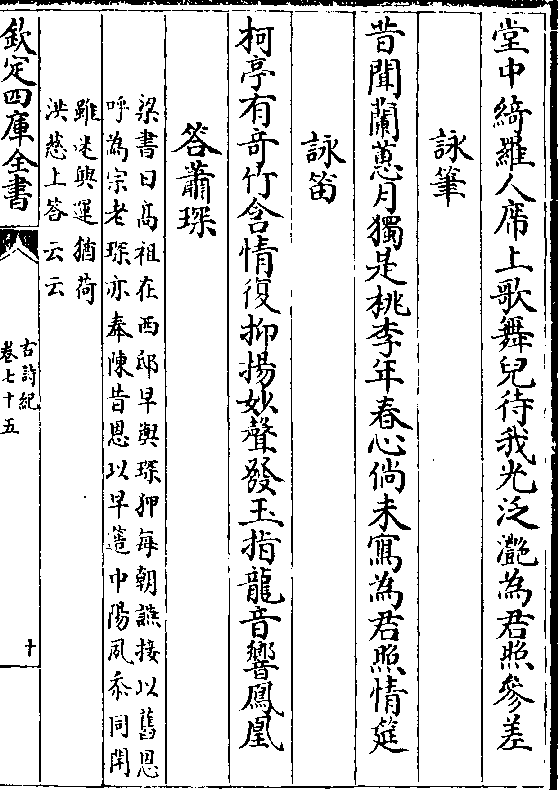 堂中綺羅人席上歌舞兒待我光泛灧為君照參差
詠筆
昔聞蘭蕙月獨是桃李年春心倘未寫為君照情筵
詠笛
柯亭有奇竹含情復抑揚妙聲發玉指龍音響鳳凰
答蕭琛
梁書曰髙祖在西邸早與琛狎每朝讌接以舊恩
呼為宗老琛亦奉陳昔恩以早簉中陽夙忝同閈
雖迷興運猶荷
洪慈上答云云
欽定四庫全書
古詩紀
卷七十五
十